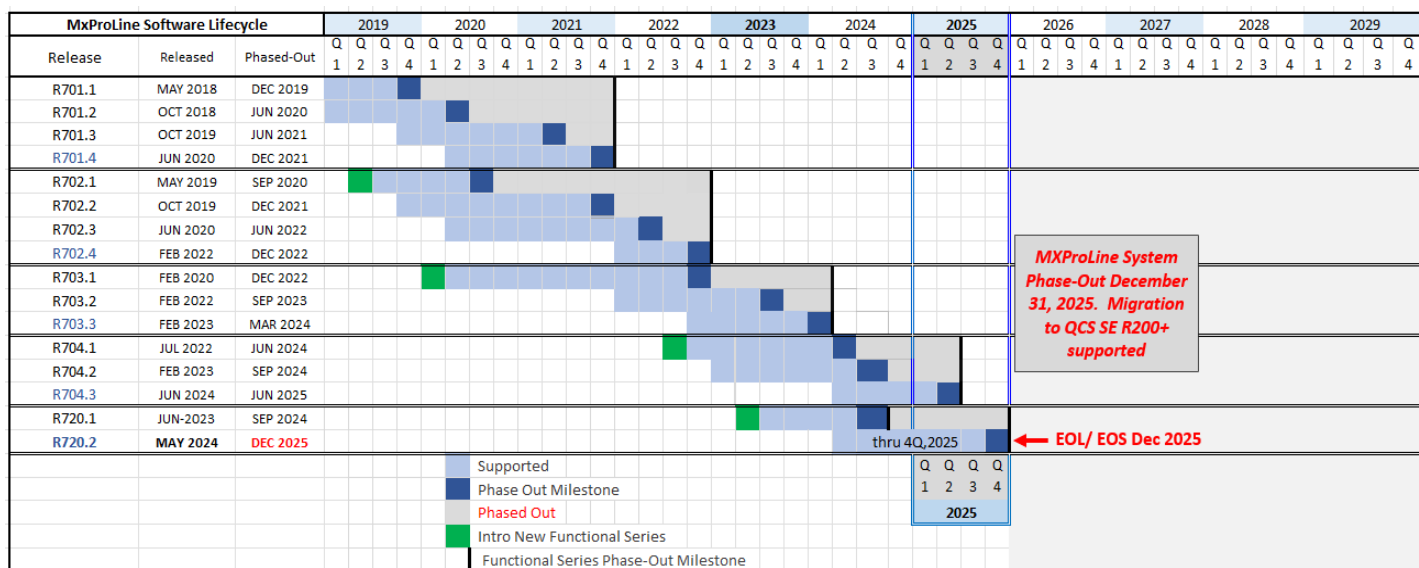 MxProLine Software Lifecycle 2019 2020 2021 2022 2023 2024 2025 2026 2027 2028 2029
Release Released Phased-Out Q Q Q Q Q Q Q Q Q Q Q Q Q Q Q Q Q Q Q Q Q Q Q Q Q Q Q Q Q Q Q Q Q Q Q Q Q Q Q Q Q Q Q Q
1 2 3 4 1 2 3 4 1 2 3 4 1 2 3 4 1 2 3 4 1 2 3 4 1 2 3 4 1 2 3 4 1 2 3 4 1 2 3 4 1 2 3 4
R701.1 MAY 2018 DEC 2019
R701.2 OCT 2018 JUN 2020
R701.3 OCT 2019 JUN 2021
R701.4 JUN 2020 DEC 2021
R702.1 MAY 2019 SEP 2020
R702.2 OCT 2019 DEC 2021
R702.3 JUN 2020 JUN 2022
R702.4 FEB 2022 DEC 2022
R703.1 FEB 2020 DEC 2022
R703.2 FEB 2022 SEP 2023
R703.3 FEB 2023 MAR 2024
R704.1 JUL 2022 JUN 2024
R704.2 FEB 2023 SEP 2024
R704.3 JUN 2024 JUN 2025
R720.1 JUN-2023 SEP 2024
R720.2 MAY 2024 DEC 2025 thru 4Q,2025
MXProLine System
Phase-Out December
31, 2025. Migration
to QCS SE R200+
supported
EOL/ EOS Dec 2025
Supported
Phase Out Milestone
Phased Out
Intro New Functional Series
Functional Series Phase-Out Milestone
Q Q Q Q
1 2 3 4
2025